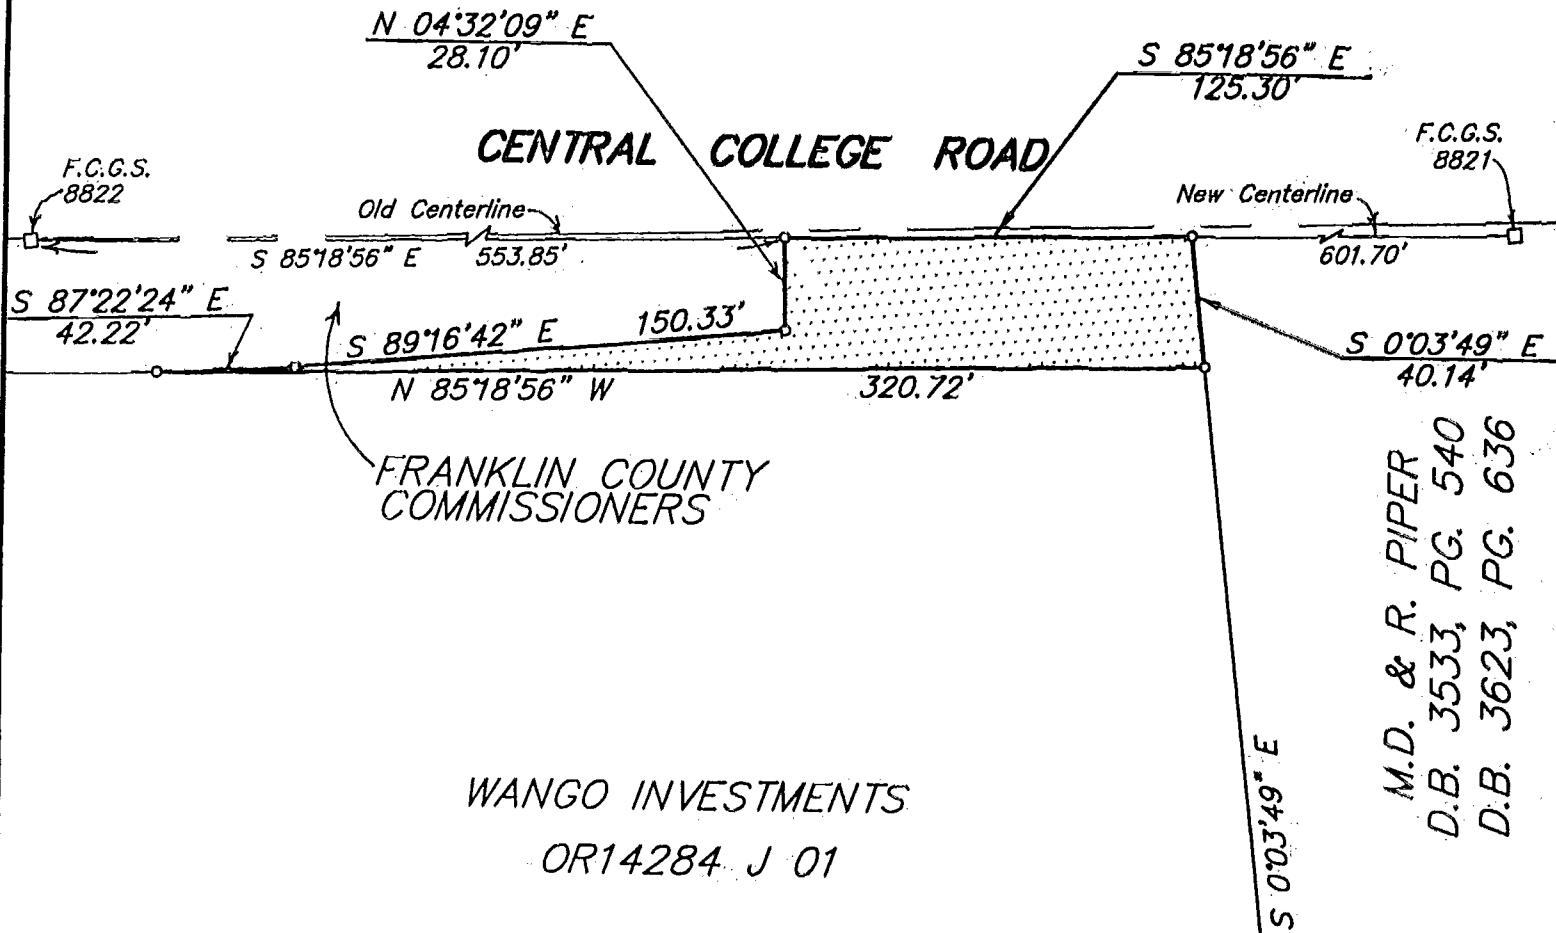 N 04°32'09" E
28.10'
S 85°18'56" E
125.30'
CENTRAL COLLEGE ROAD
F.C.G.S.
8822
F.C.G.S.
8821
Old Centerline
New Centerline
S 85°18'56" E 553.85'
601.70'
S 87°22'24" E
42.22'
S 89°16'42" E 150.33'
S 0°03'49" E
40.14'
N 85°18'56" W 320.72'
FRANKLIN COUNTY
COMMISSIONERS
M.D. & R. PIPER
D.B. 3533, PG. 540
D.B. 3623, PG. 636
WANGO INVESTMENTS
OR14284 J 01
S 0°03'49" E